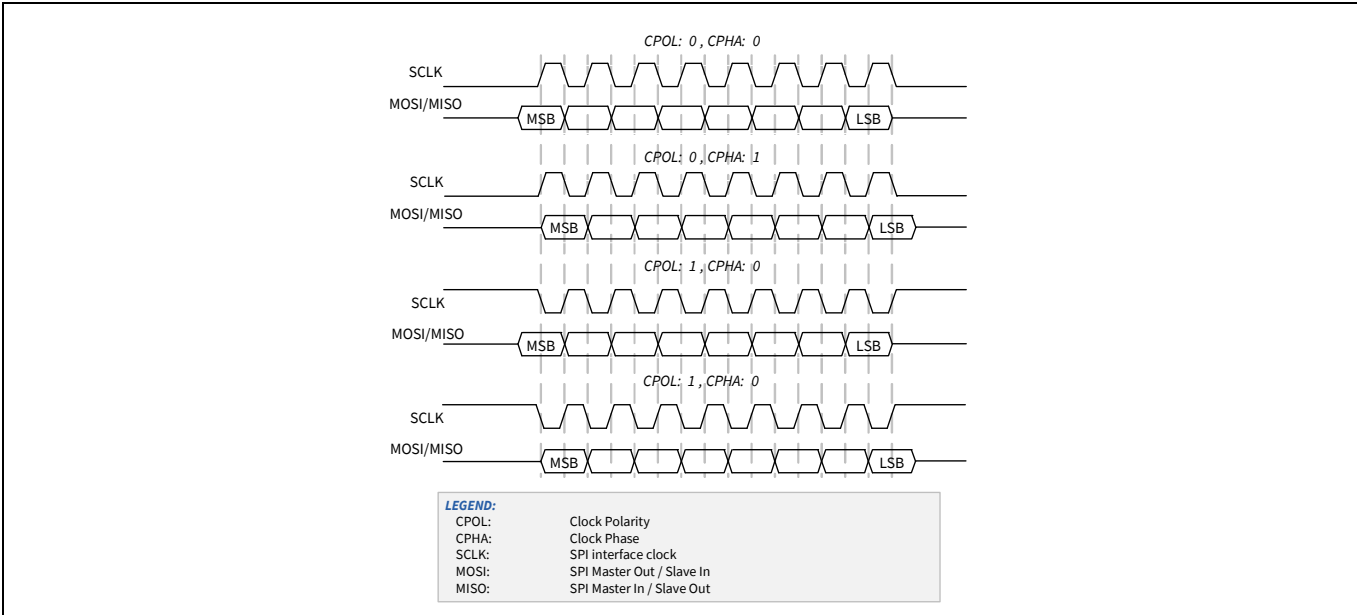 CPOL: 0 , CPHA: 0
SCLK
MOSI/MISO
MSB LSB
CPOL: 0 , CPHA: 1
SCLK
MOSI/MISO
MSB LSB
CPOL: 1 , CPHA: 0
SCLK
MOSI/MISO
MSB LSB
CPOL: 1 , CPHA: 0
SCLK
MOSI/MISO
MSB LSB
LEGEND:
CPOL: Clock Polarity
CPHA: Clock Phase
SCLK: SPI interface clock
MOSI: SPI Master Out / Slave In
MISO: SPI Master In / Slave Out